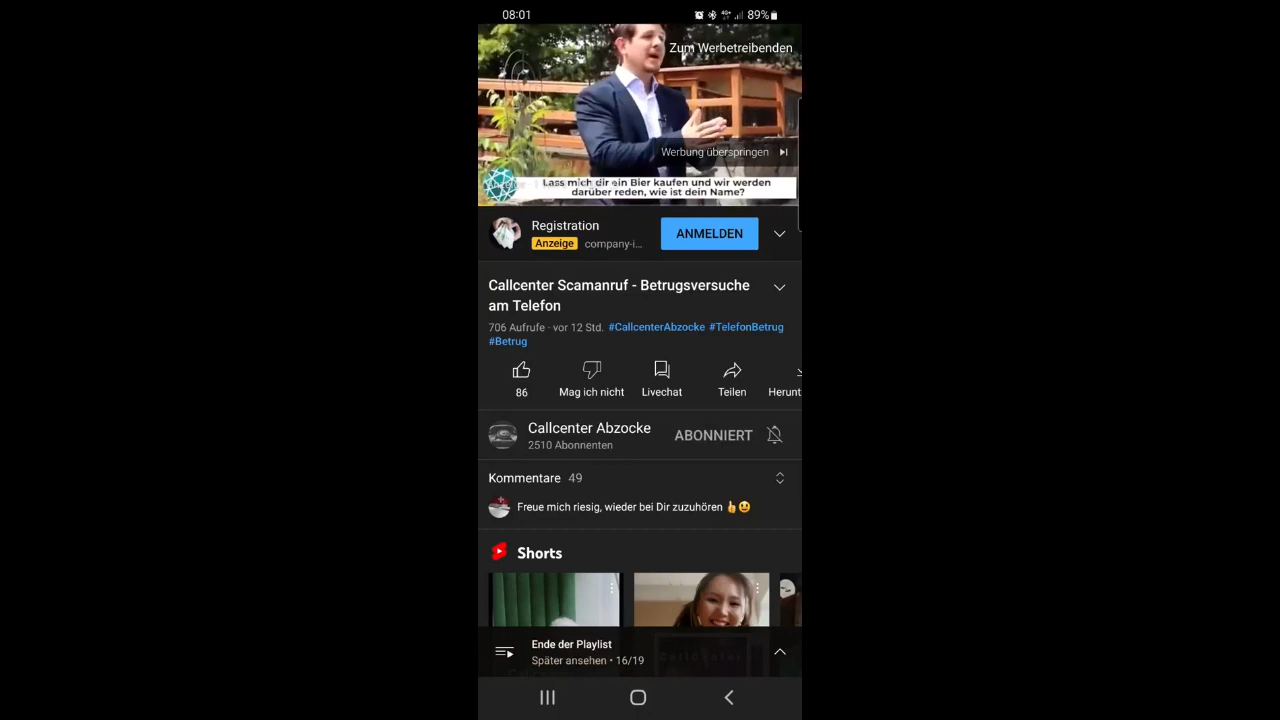 08:01
4G+ 89%
Zum Werbetreibenden
Werbung überspringen
Lass mich dir ein Bier kaufen und wir werden
darüber reden, wie ist dein Name?
Registration
ANMELDEN
Anzeige company-i...
Callcenter Scamanruf - Betrugsversuche
am Telefon
706 Aufrufe · vor 12 Std. #CallcenterAbzocke #TelefonBetrug
#Betrug
86 Mag ich nicht Livechat Teilen Herunt
Callcenter Abzocke
ABONNIERT
2510 Abonnenten
Kommentare 49
Freue mich riesig, wieder bei Dir zuzuhören 👍😃
Shorts
Ende der Playlist
Später ansehen • 16/19